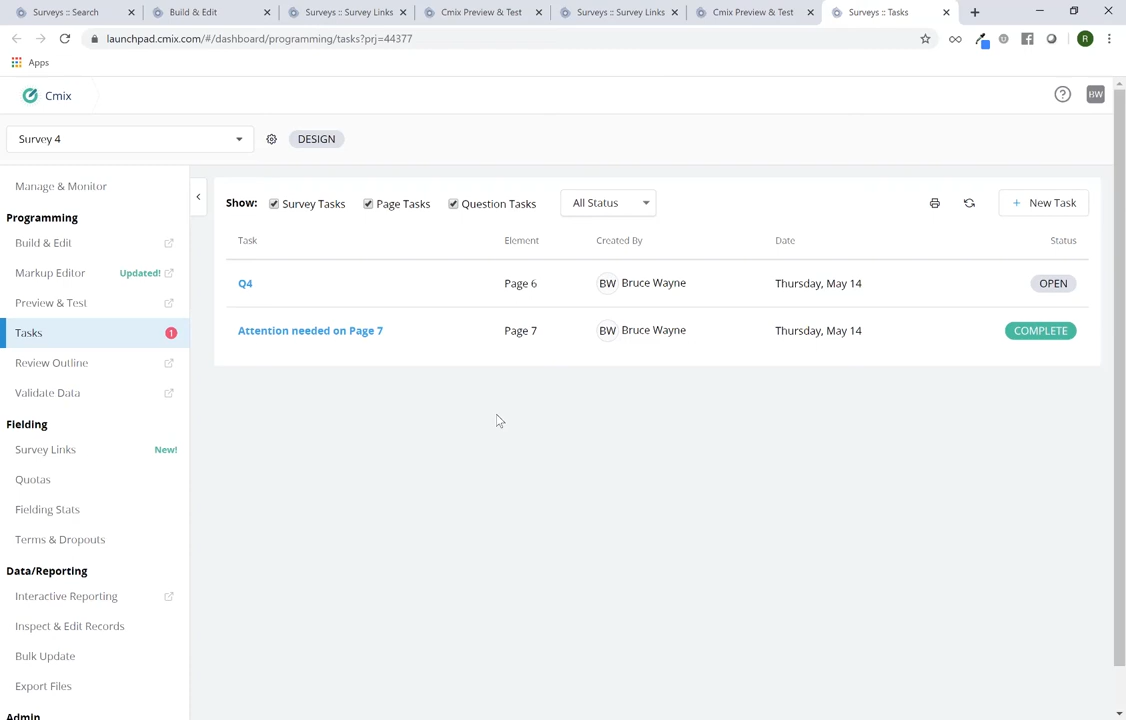 Surveys :: Search
Build & Edit
Surveys :: Survey Links
Cmix Preview & Test
Surveys :: Survey Links
Cmix Preview & Test
Surveys :: Tasks
launchpad.cmix.com/#/dashboard/programming/tasks?prj=44377
R
Apps
Cmix
BW
Survey 4
DESIGN
Manage & Monitor
Programming
Build & Edit
Markup Editor Updated!
Preview & Test
Tasks 1
Review Outline
Validate Data
Fielding
Survey Links New!
Quotas
Fielding Stats
Terms & Dropouts
Data/Reporting
Interactive Reporting
Inspect & Edit Records
Bulk Update
Export Files
Admin
Show: Survey Tasks Page Tasks Question Tasks All Status + New Task
Task Element Created By Date Status
Q4 Page 6 BW Bruce Wayne Thursday, May 14 OPEN
Attention needed on Page 7 Page 7 BW Bruce Wayne Thursday, May 14 COMPLETE